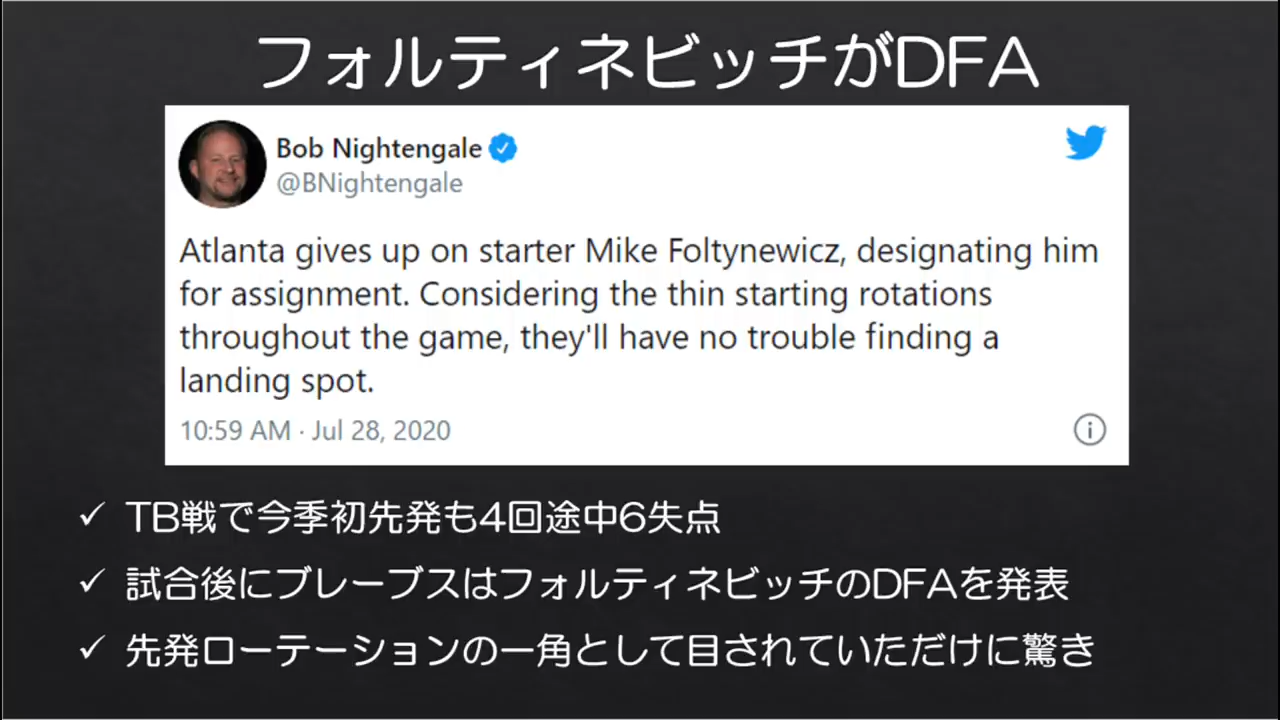 フォルティネビッチがDFA
Bob Nightengale
@BNightengale
Atlanta gives up on starter Mike Foltynewicz, designating him
for assignment. Considering the thin starting rotations
throughout the game, they'll have no trouble finding a
landing spot.
10:59 AM · Jul 28, 2020
✓ TB戦で今季初先発も4回途中6失点
✓ 試合後にブレーブスはフォルティネビッチのDFAを発表
✓ 先発ローテーションの一角として目されていただけに驚き